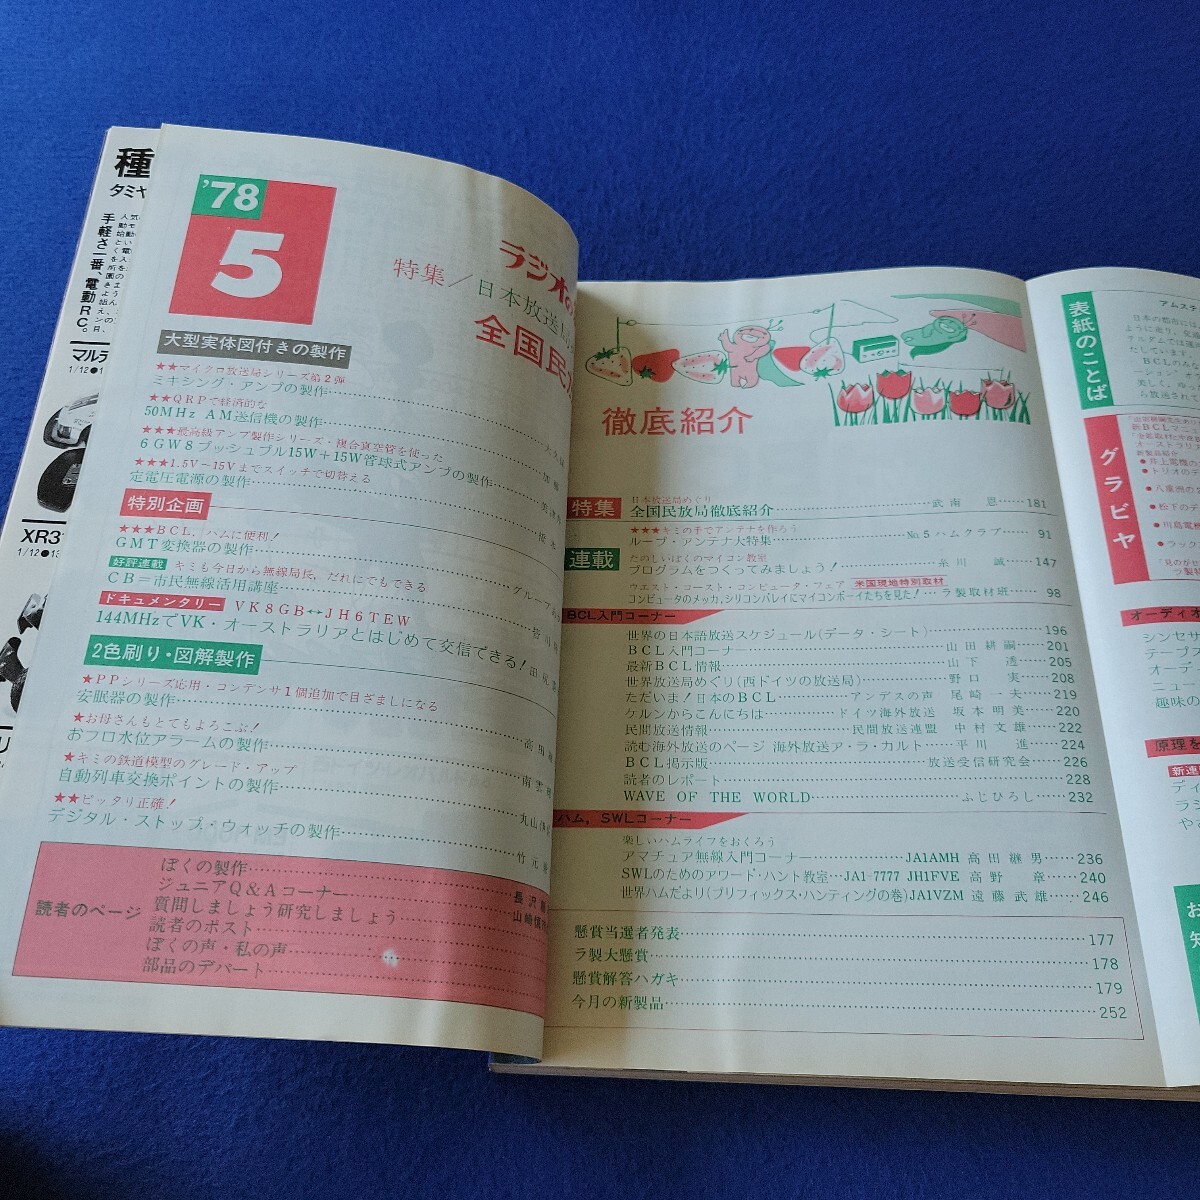 種
タミヤ
手軽さ一番、電動RC。
マルチ
XR311
'78
5
ラジオの
特集/日本放送局
全国民放
大型実体図付きの製作
★★マイクロ放送局シリーズ第2弾
ミキシング・アンプの製作
★★QRPで経済的な
50MHz AM送信機の製作
★★★最高級アンプ製作シリーズ・複合真空管を使った
6GW8プッシュプル15W+15W管球式アンプの製作
★★★1.5V〜15Vまでスイッチで切替える
定電圧電源の製作
特別企画
★★★BCL、ハムに便利!
GMT変換器の製作
好評連載 キミも今日から無線局長、だれにでもできる
CB=市民無線活用講座
ドキュメンタリー VK8GB↔JH6TEW
144MHzでVK・オーストラリアとはじめて交信できる!
2色刷り・図解製作
★PPシリーズ応用・コンデンサ1個追加で目ざましになる
安眠器の製作
★お母さんもとてもよろこぶ!
おフロ水位アラームの製作
★キミの鉄道模型のグレード・アップ
自動列車交換ポイントの製作
★★ピッタリ正確!
デジタル・ストップ・ウォッチの製作
読者のページ
ぼくの製作
ジュニアQ&Aコーナー
質問しましょう研究しましょう
読者のポスト
ぼくの声・私の声
部品のデパート
徹底紹介
特集 日本放送局めぐり
全国民放局徹底紹介 武南 恩 181
★★★キミの手でアンテナを作ろう
ループ・アンテナ大特集 No.5 ハムクラブ 91
連載 たのしいぼくのマイコン教室
プログラムをつくってみましょう! 糸川 誠 147
ウエスト・コースト・コンピュータ・フェア 米国現地特別取材
コンピュータのメッカ、シリコンバレイにマイコンボーイたちを見た! ラ製取材班 98
BCL入門コーナー
世界の日本語放送スケジュール(データ・シート) 196
BCL入門コーナー 山田耕嗣 201
最新BCL情報 山下 透 205
世界放送局めぐり(西ドイツの放送局) 野口 実 208
ただいま!日本のBCL アンデスの声 尾崎一夫 219
ケルンからこんにちは ドイツ海外放送 坂本明美 220
民間放送情報 民間放送連盟 中村文雄 222
読む海外放送のページ 海外放送ア・ラ・カルト 平川 進 224
BCL掲示版 放送受信研究会 226
読者のレポート 228
WAVE OF THE WORLD ふじひろし 232
ハム、SWLコーナー
楽しいハムライフをおくろう
アマチュア無線入門コーナー JA1AMH 高田継男 236
SWLのためのアワード・ハント教室 JA1-7777 JH1FVE 高野 章 240
世界ハムだより(プリフィックス・ハンティングの巻) JA1VZM 遠藤武雄 246
懸賞当選者発表 177
ラ製大懸賞 178
懸賞解答ハガキ 179
今月の新製品 252
表紙のことば
グラビヤ
オーディオ
シンセサ
テープス
オーデ
ニュー
趣味の
原理を
新連
ディ
ラジ
やさ
お
知